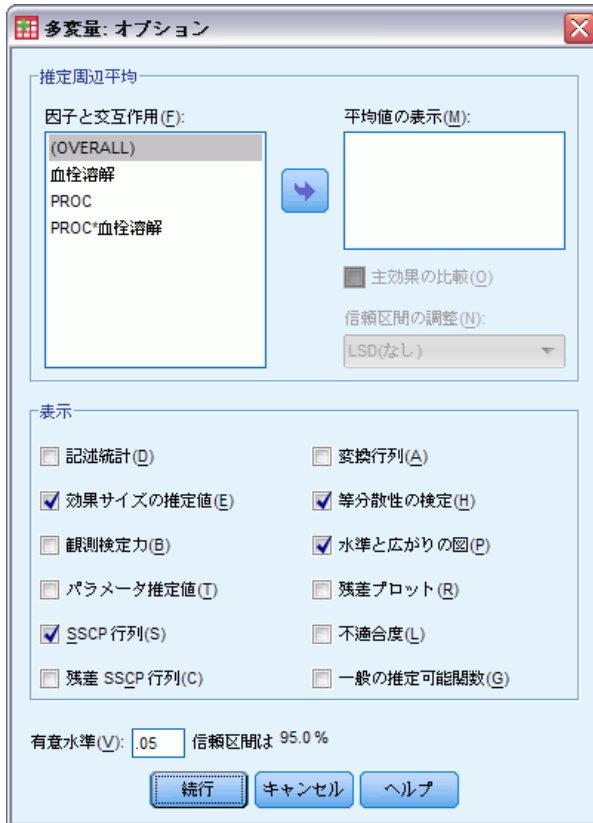 多変量: オプション
推定周辺平均
因子と交互作用(F):
(OVERALL)
血栓溶解
PROC
PROC*血栓溶解
平均値の表示(M):
主効果の比較(O)
信頼区間の調整(N):
LSD(なし)
表示
記述統計(D)
変換行列(A)
効果サイズの推定値(E)
等分散性の検定(H)
観測検定力(B)
水準と広がりの図(P)
パラメータ推定値(T)
残差プロット(R)
SSCP 行列(S)
不適合度(L)
残差 SSCP 行列(C)
一般の推定可能関数(G)
有意水準(V): .05 信頼区間は 95.0 %
続行 キャンセル ヘルプ